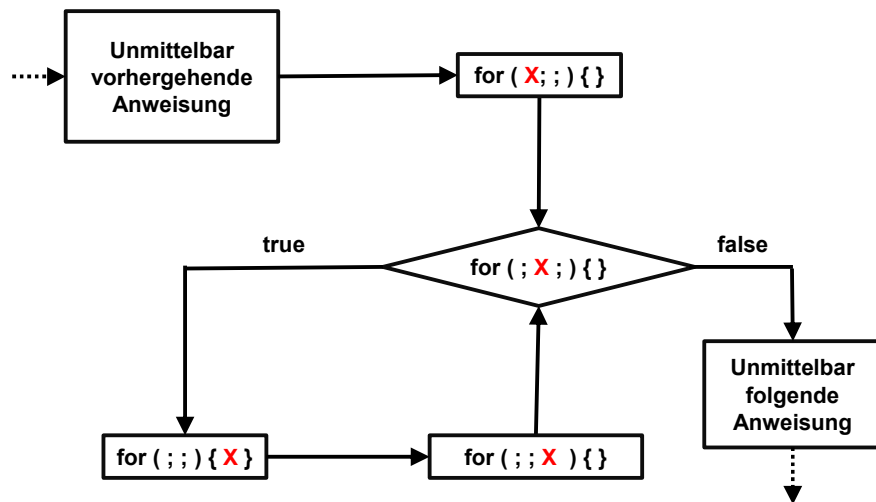 Unmittelbar
vorhergehende
Anweisung
for ( X; ; ) { }
true
false
for ( ; X ; ) { }
Unmittelbar
folgende
Anweisung
for ( ; ; ) { X }
for ( ; ; X ) { }